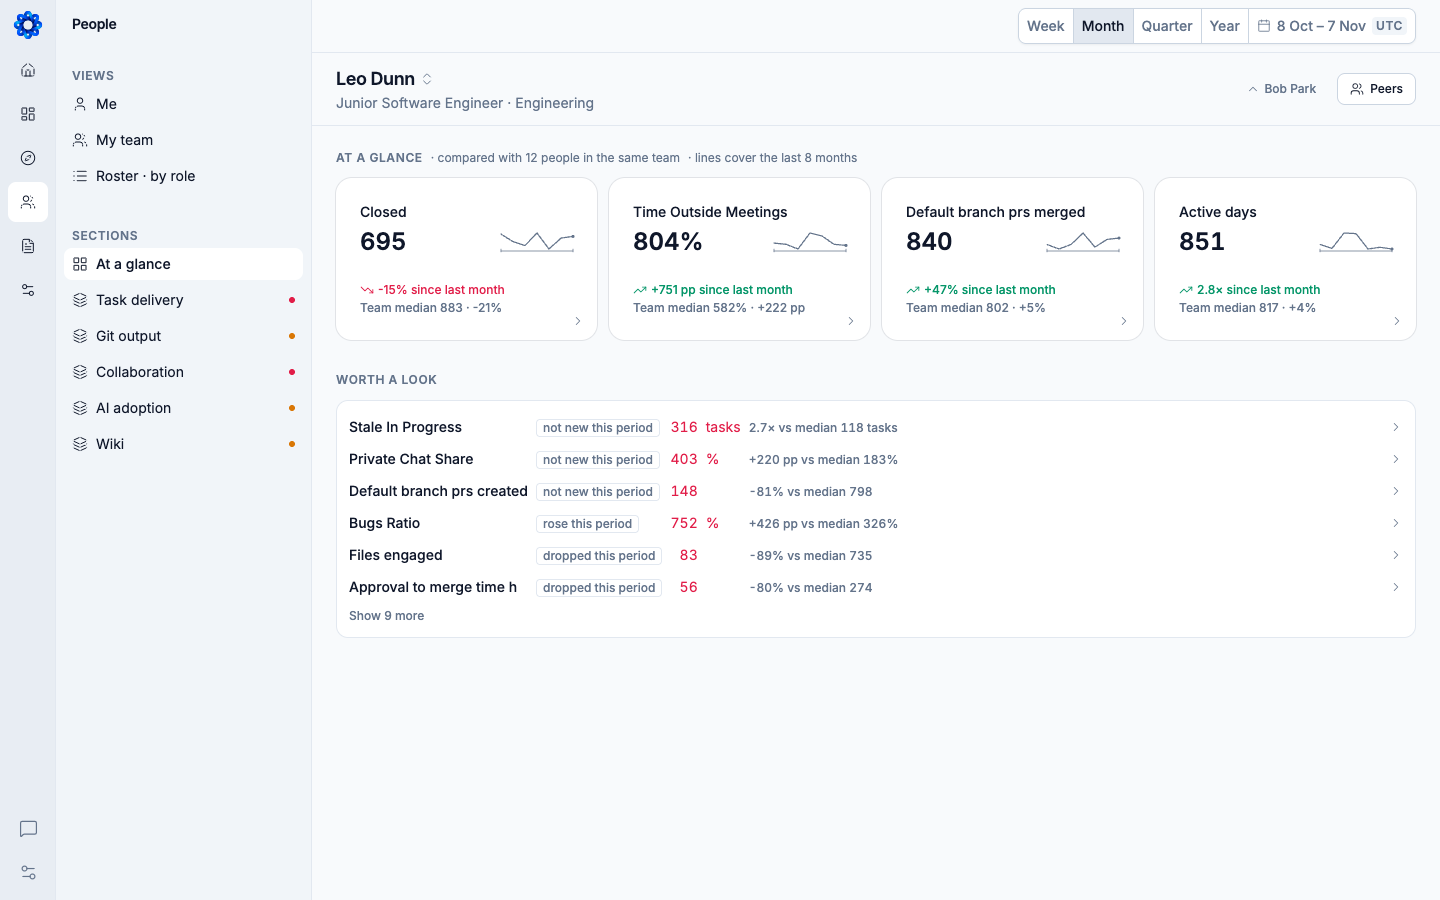 People
VIEWS
Me
My team
Roster · by role
SECTIONS
At a glance
Task delivery
Git output
Collaboration
AI adoption
Wiki
Week
Month
Quarter
Year
8 Oct – 7 Nov UTC
Leo Dunn
Junior Software Engineer · Engineering
Bob Park
Peers
AT A GLANCE · compared with 12 people in the same team · lines cover the last 8 months
Closed
695
-15% since last month
Team median 883 · -21%
Time Outside Meetings
804%
+751 pp since last month
Team median 582% · +222 pp
Default branch prs merged
840
+47% since last month
Team median 802 · +5%
Active days
851
2.8× since last month
Team median 817 · +4%
WORTH A LOOK
Stale In Progress not new this period 316 tasks 2.7× vs median 118 tasks
Private Chat Share not new this period 403 % +220 pp vs median 183%
Default branch prs created not new this period 148 -81% vs median 798
Bugs Ratio rose this period 752 % +426 pp vs median 326%
Files engaged dropped this period 83 -89% vs median 735
Approval to merge time h dropped this period 56 -80% vs median 274
Show 9 more